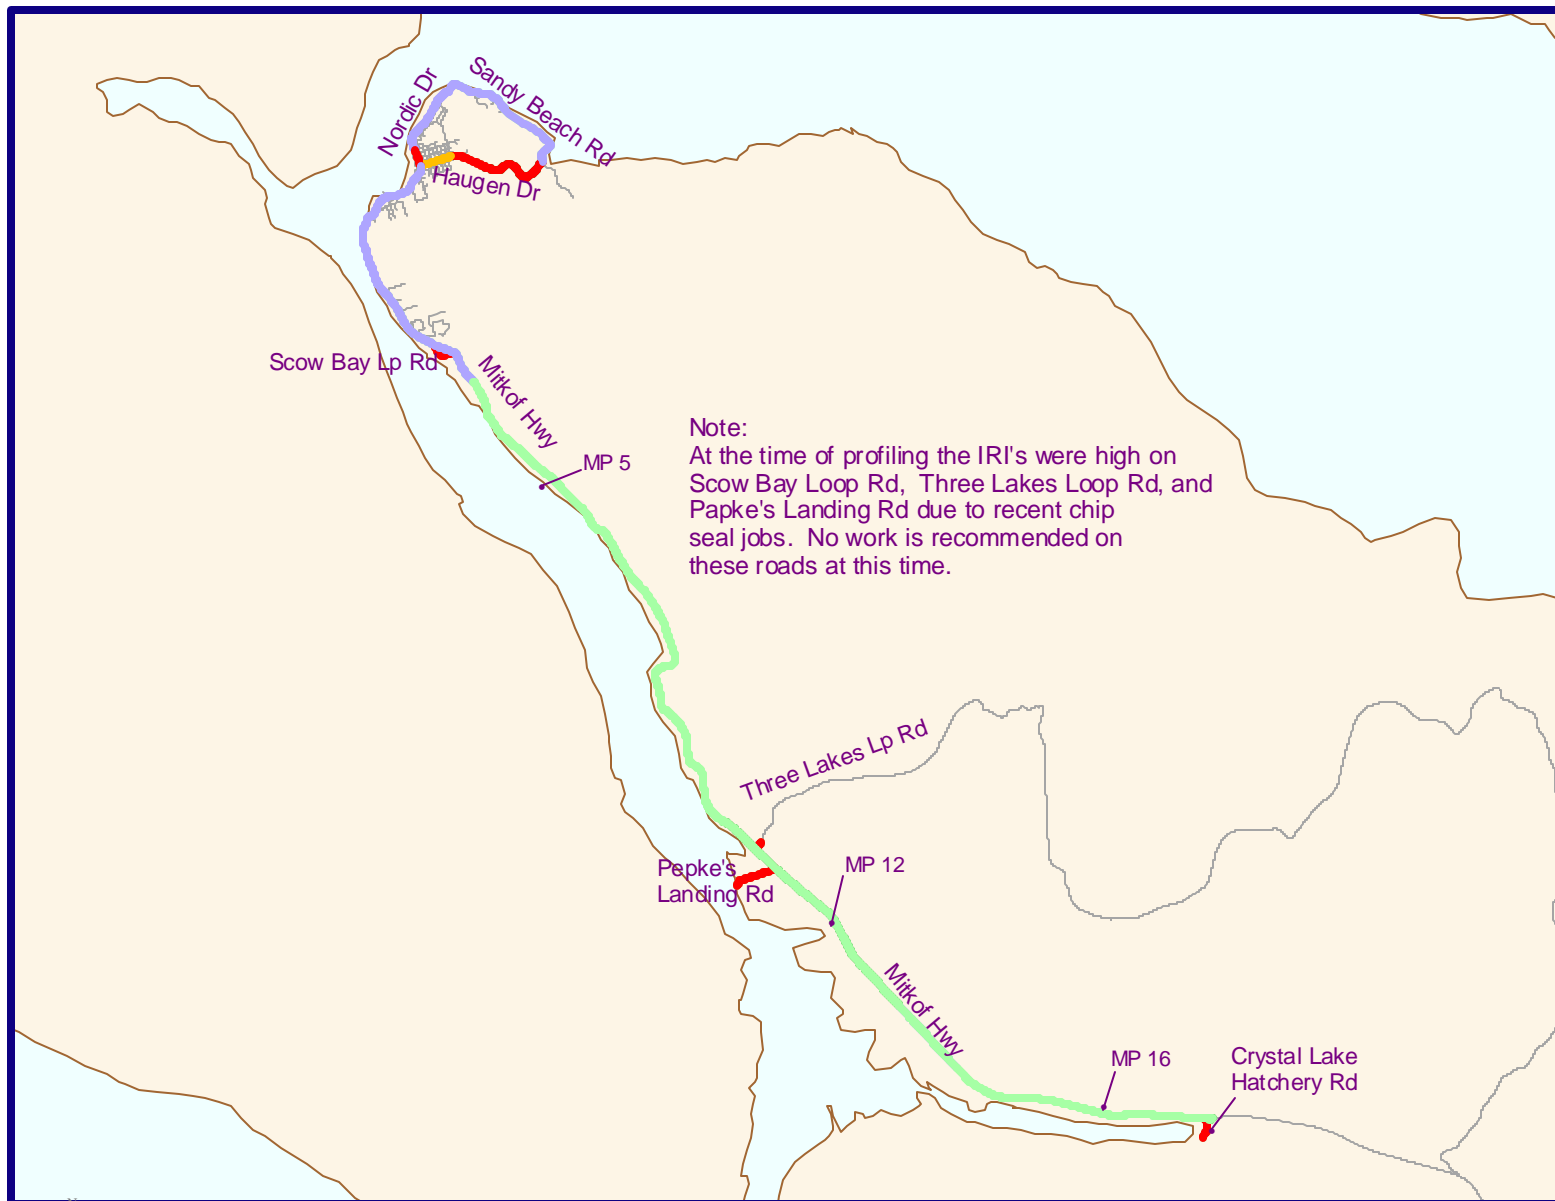 Nordic Dr
Sandy Beach Rd
Haugen Dr
Scow Bay Lp Rd
Mitkof Hwy
MP 5
Note:
At the time of profiling the IRI's were high on
Scow Bay Loop Rd,  Three Lakes Loop Rd, and
Papke's Landing Rd due to recent chip
seal jobs.  No work is recommended on
these roads at this time.
Three Lakes Lp Rd
Pepke's
Landing Rd
MP 12
Mitkof Hwy
MP 16
Crystal Lake
Hatchery Rd